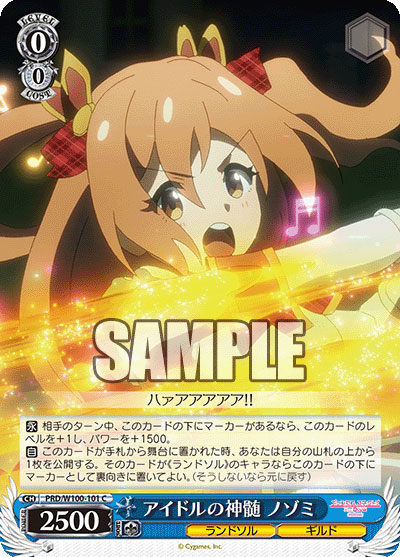 LEVEL
0
0
COST
SAMPLE
ハァアアアアア!!
永 相手のターン中、このカードの下にマーカーがあるなら、このカードのレ
ベルを+1し、パワーを+1500。
自 このカードが手札から舞台に置かれた時、あなたは自分の山札の上から
1枚を公開する。そのカードが《ランドソル》のキャラならこのカードの下に
マーカーとして裏向きに置いてよい。（そうしないなら元に戻す）
CH PRD/W100-101 C
2500 アイドルの神髄 ノゾミ
ランドソル ギルド
© Cygames, Inc.